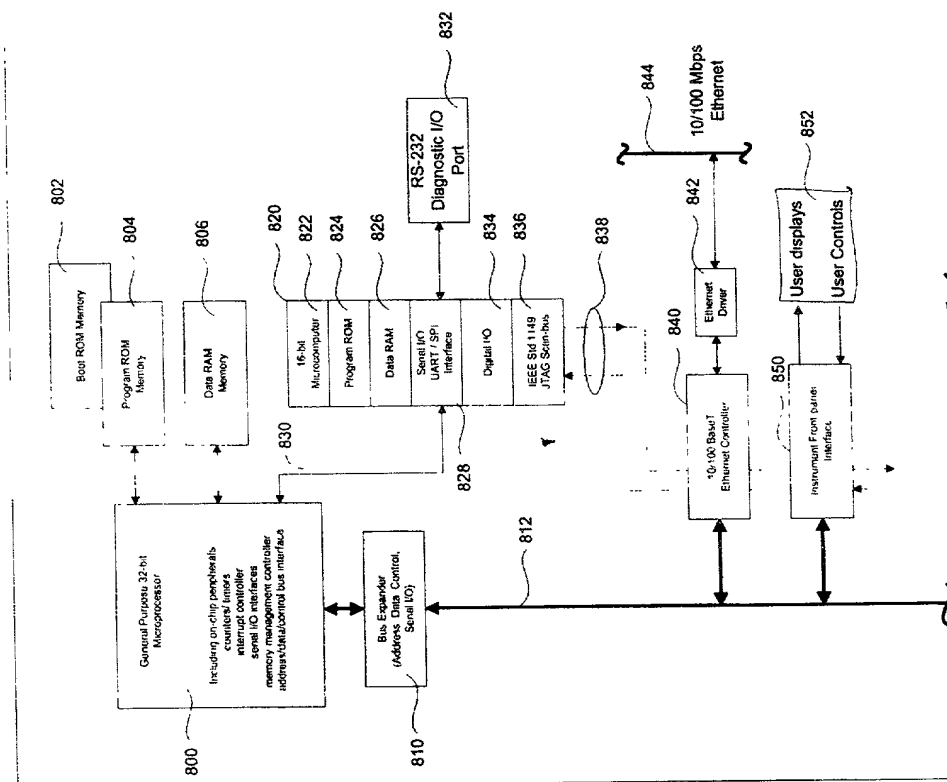 802
Boot ROM Memory
804
Program ROM
Memory
806
Data RAM
Memory
General Purpose 32-bit
Microprocessor
Including on-chip peripherals
counters/ timers
interrupt controller
serial I/O interfaces
memory management controller
address/data/control bus interface
800
830
820
822
824
826
834
836
838
16-bit
Microcomputer
Program ROM
Data RAM
Serial I/O
UART / SPI
Interface
Digital I/O
IEEE Std 1149
JTAG Scan-bus
828
832
RS-232
Diagnostic I/O
Port
Bus Expander
(Address Data Control,
Serial I/O)
810
812
840
10/100 BaseT
Ethernet Controller
842
Ethernet
Driver
844
10/100 Mbps
Ethernet
850
Instrument Front panel
Interface
852
User displays
User Controls